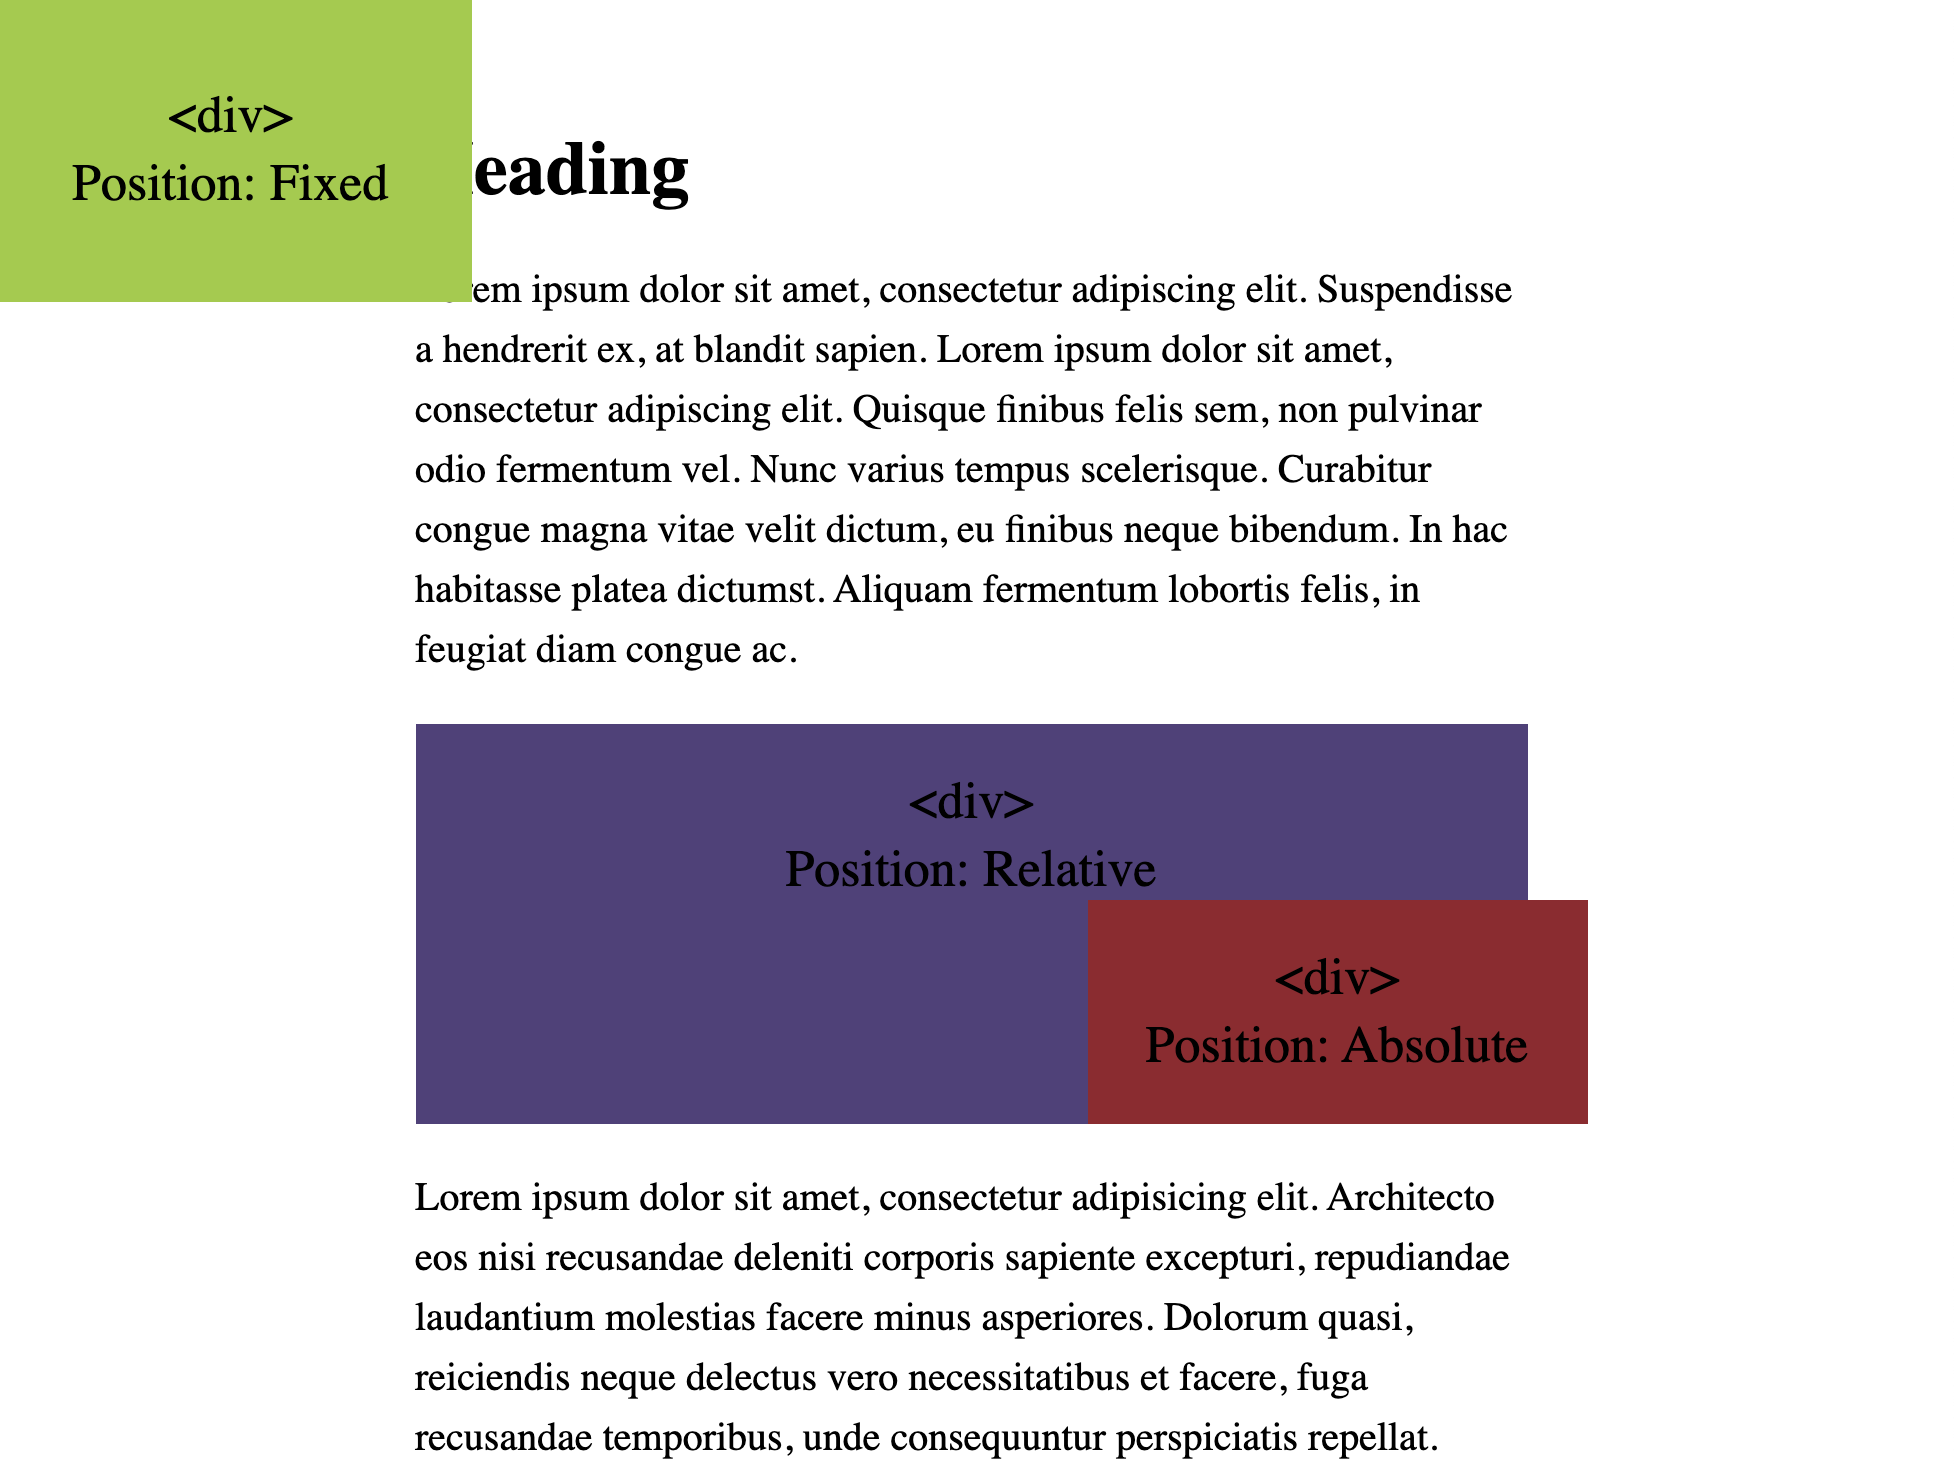 <div>
Position: Fixed
eading
rem ipsum dolor sit amet, consectetur adipiscing elit. Suspendisse
a hendrerit ex, at blandit sapien. Lorem ipsum dolor sit amet,
consectetur adipiscing elit. Quisque finibus felis sem, non pulvinar
odio fermentum vel. Nunc varius tempus scelerisque. Curabitur
congue magna vitae velit dictum, eu finibus neque bibendum. In hac
habitasse platea dictumst. Aliquam fermentum lobortis felis, in
feugiat diam congue ac.
<div>
Position: Relative
<div>
Position: Absolute
Lorem ipsum dolor sit amet, consectetur adipisicing elit. Architecto
eos nisi recusandae deleniti corporis sapiente excepturi, repudiandae
laudantium molestias facere minus asperiores. Dolorum quasi,
reiciendis neque delectus vero necessitatibus et facere, fuga
recusandae temporibus, unde consequuntur perspiciatis repellat.